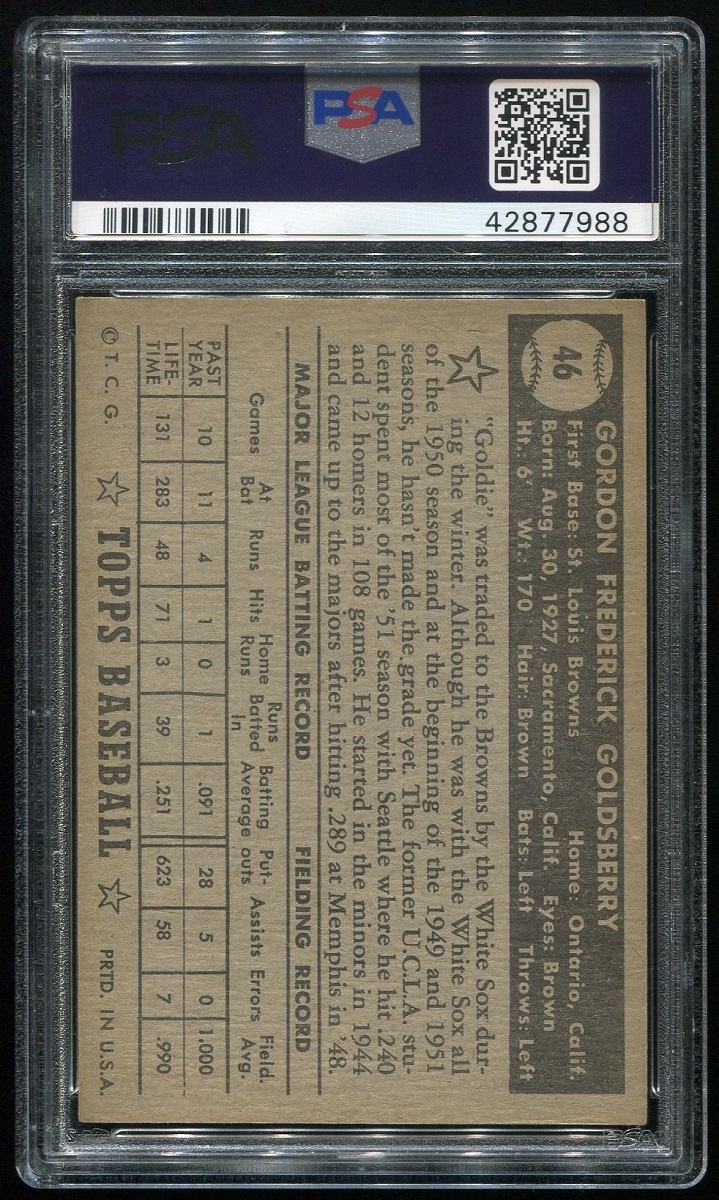 PSA
PSA
42877988
46
GORDON FREDERICK GOLDSBERRY
First Base: St. Louis Browns Home: Ontario, Calif.
Born: Aug. 30, 1927, Sacramento, Calif. Eyes: Brown
Ht.: 6' Wt.: 170 Hair: Brown Bats: Left Throws: Left
"Goldie" was traded to the Browns by the White Sox dur-
ing the winter. Although he was with the White Sox all
of the 1950 season and at the beginning of the 1949 and 1951
seasons, he hasn't made the grade yet. The former U.C.L.A. stu-
dent spent most of the '51 season with Seattle where he hit .240
and 12 homers in 108 games. He started in the minors in 1944
and came up to the majors after hitting .289 at Memphis in '48.
MAJOR LEAGUE BATTING RECORD FIELDING RECORD
Games At Bat Runs Hits Home Runs Runs Batted In Batting Average Put-outs Assists Errors Field. Avg.
PAST YEAR 10 11 4 1 0 1 .091 28 5 0 1.000
LIFE-TIME 131 283 48 71 3 39 .251 623 58 7 .990
© T. C. G. TOPPS BASEBALL PRTD. IN U.S.A.
PSA